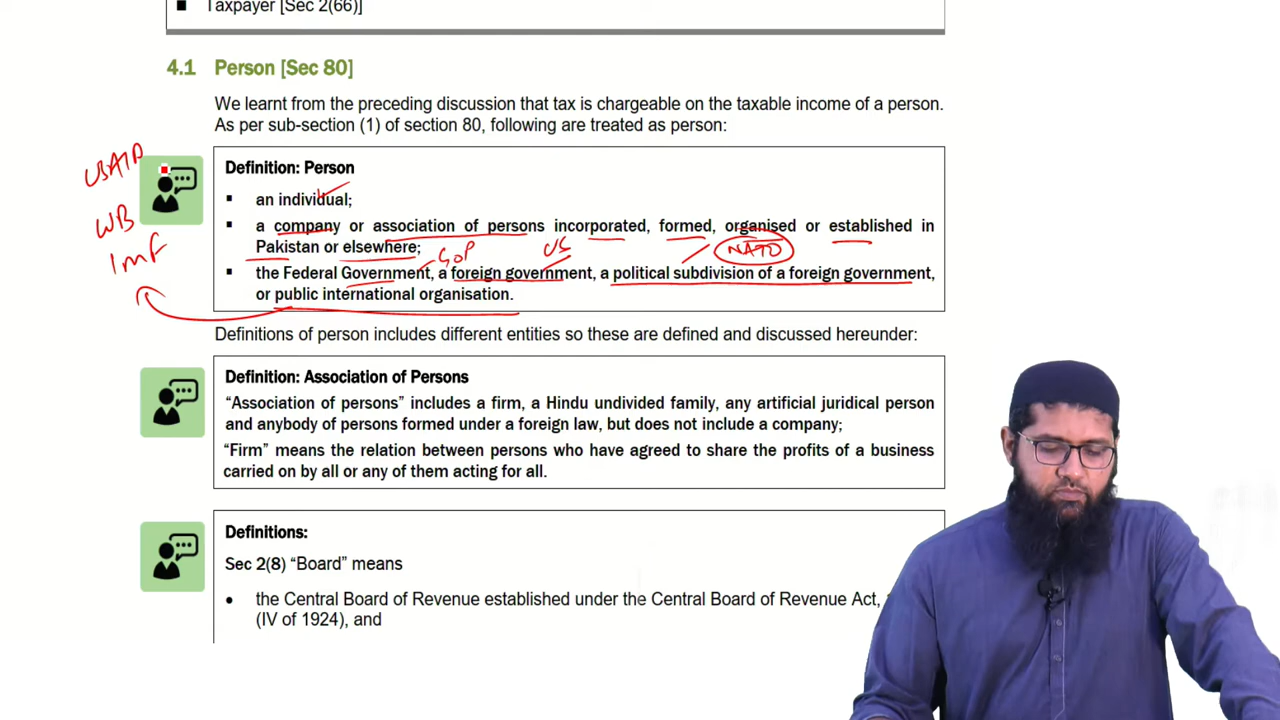 Taxpayer [Sec 2(66)]
4.1 Person [Sec 80]
We learnt from the preceding discussion that tax is chargeable on the taxable income of a person.
As per sub-section (1) of section 80, following are treated as person:
USAID
WB
Imf
Definition: Person
an individual;
a company or association of persons incorporated, formed, organised or established in
Pakistan or elsewhere;
GOP
US
NATO
the Federal Government, a foreign government, a political subdivision of a foreign government,
or public international organisation.
Definitions of person includes different entities so these are defined and discussed hereunder:
Definition: Association of Persons
“Association of persons” includes a firm, a Hindu undivided family, any artificial juridical person
and anybody of persons formed under a foreign law, but does not include a company;
“Firm” means the relation between persons who have agreed to share the profits of a business
carried on by all or any of them acting for all.
Definitions:
Sec 2(8) “Board” means
the Central Board of Revenue established under the Central Board of Revenue Act,
(IV of 1924), and